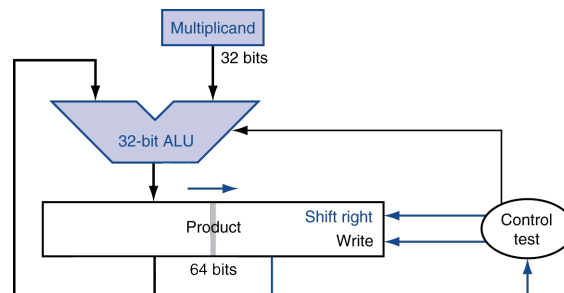 Multiplicand
32 bits
32-bit ALU
Product
Shift right
Write
Control
test
64 bits